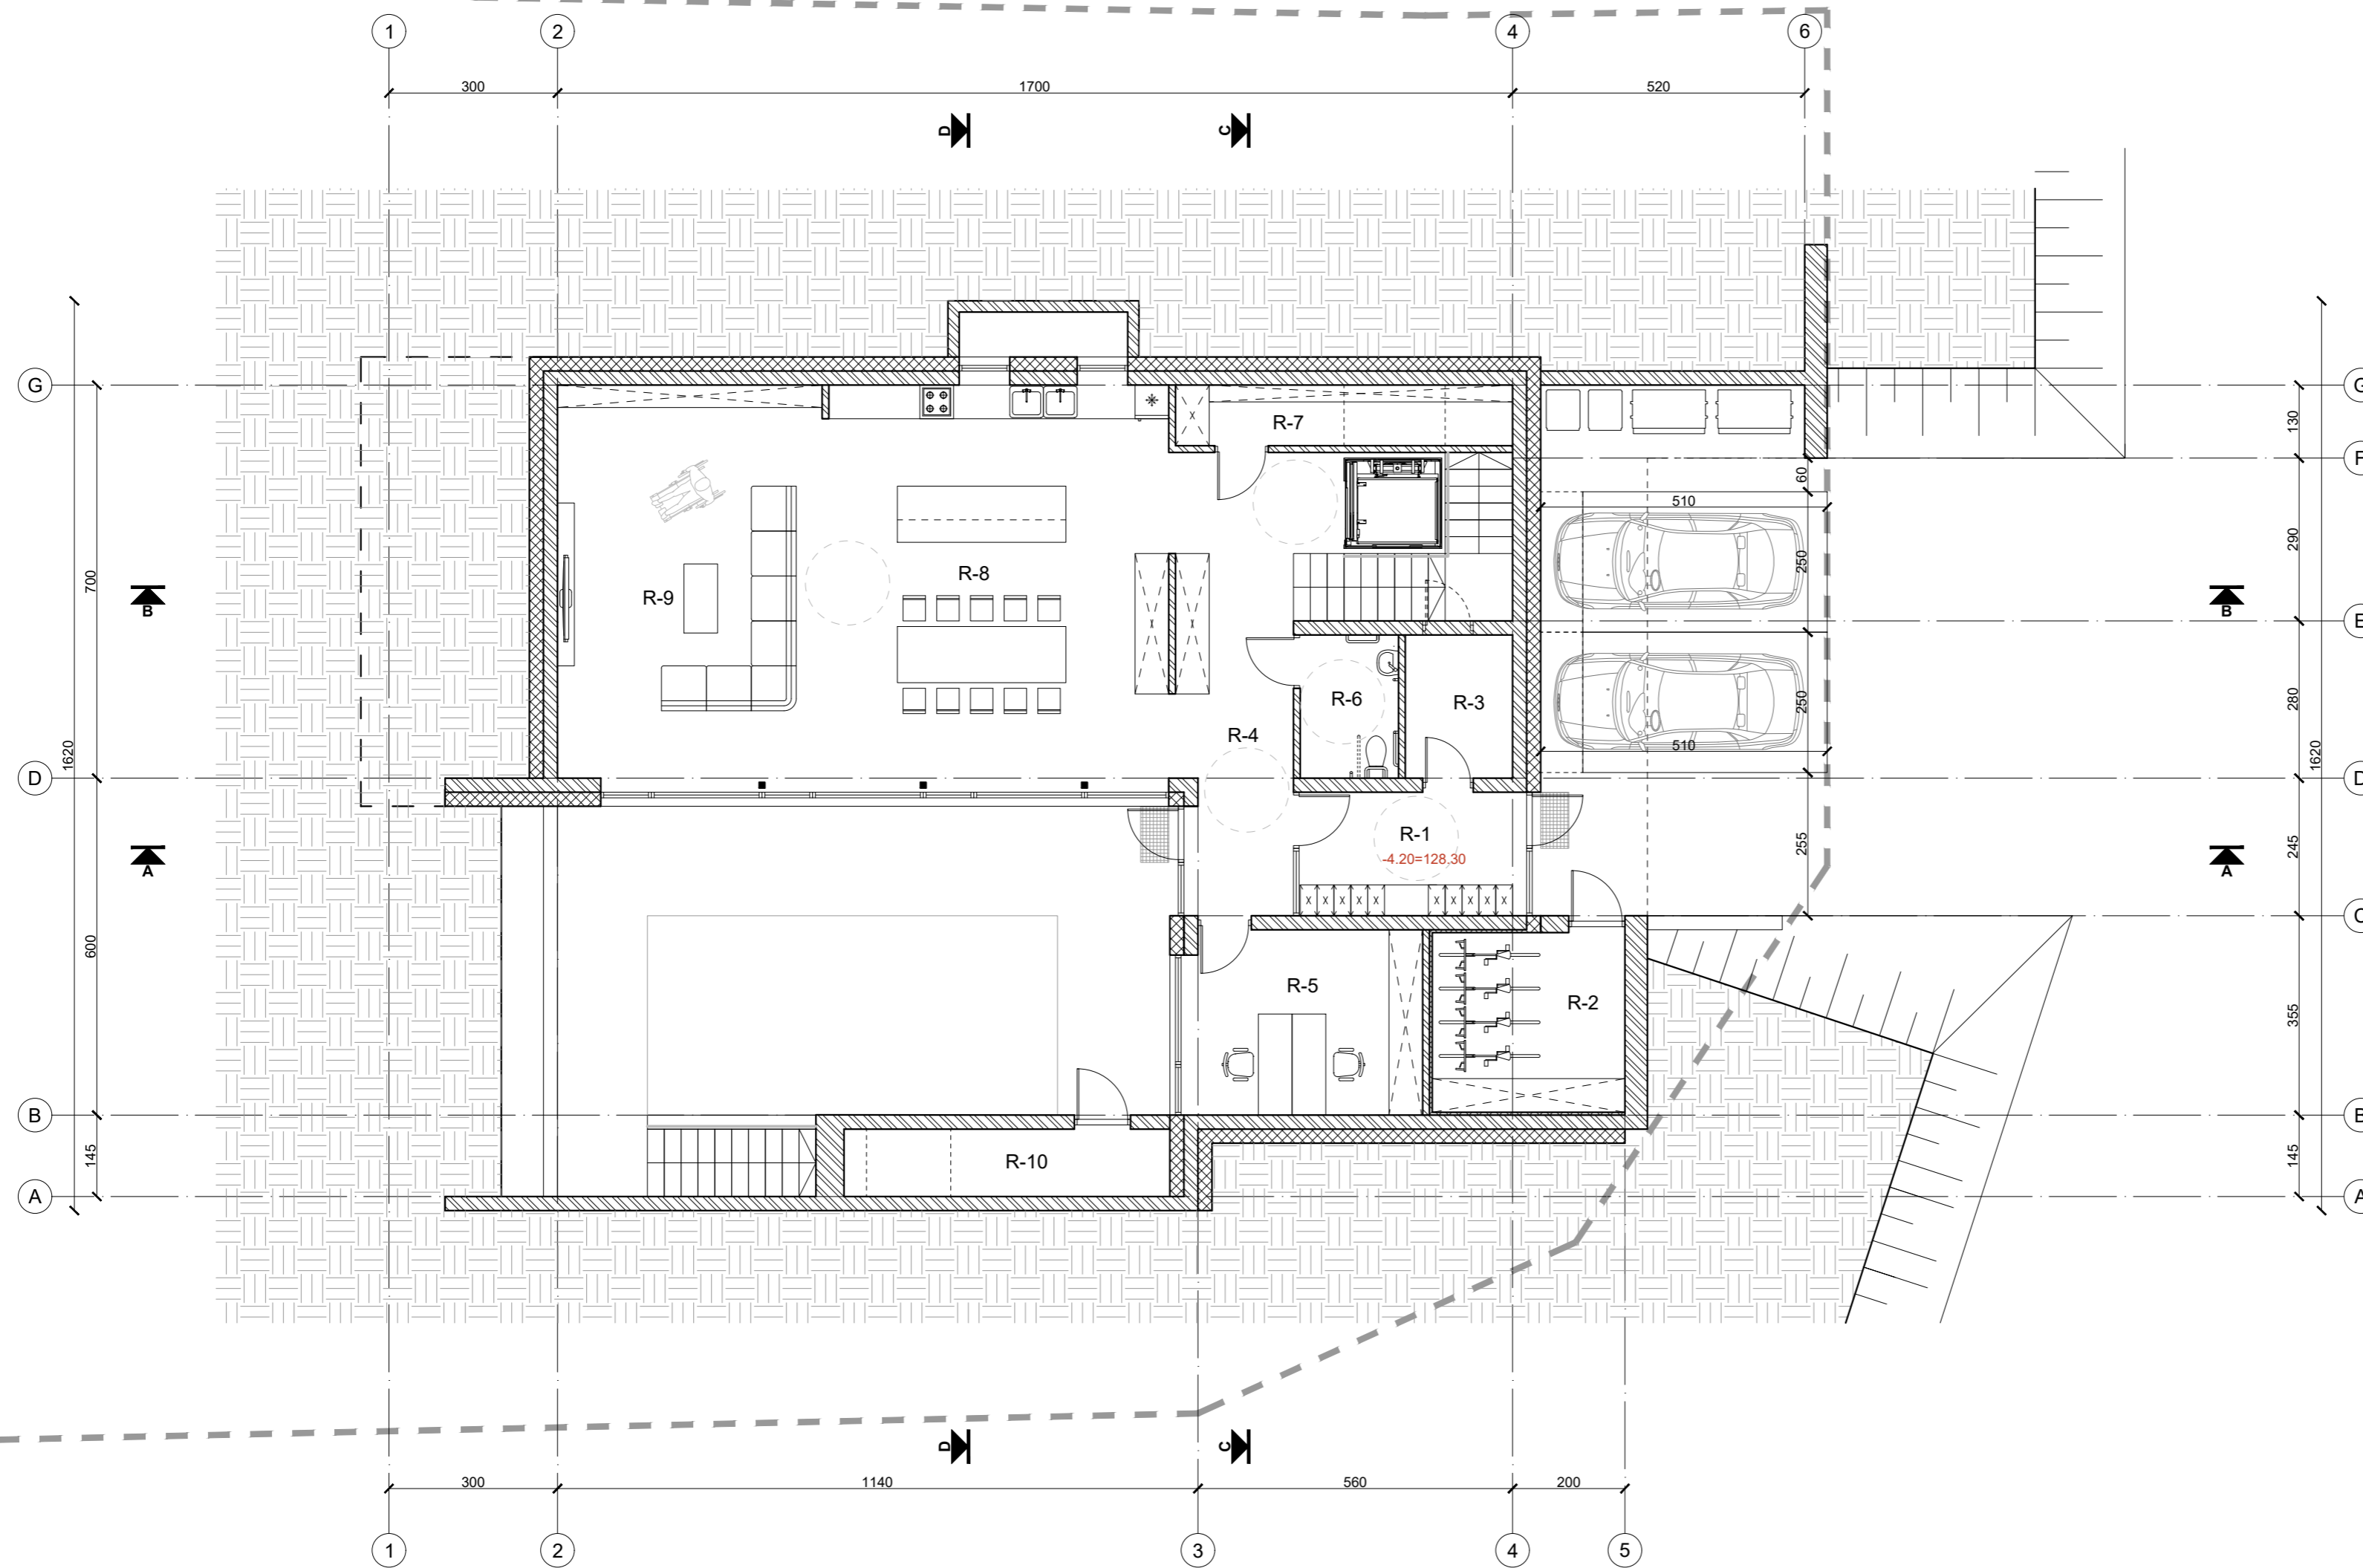 1 2 4 6
300 1700 520
D C
G G
130
R-7
F
60
510
700 290
250
R-8
R-9
B B
E
R-6 R-3
280
250
R-4
510
1620 1620
D D
R-1
-4.20=128,30
255 245
A A
X X X X X X X X X X
C
600
R-5 R-2
355
B B
145 145
R-10
A A
D C
300 1140 560 200
1 2 3 4 5